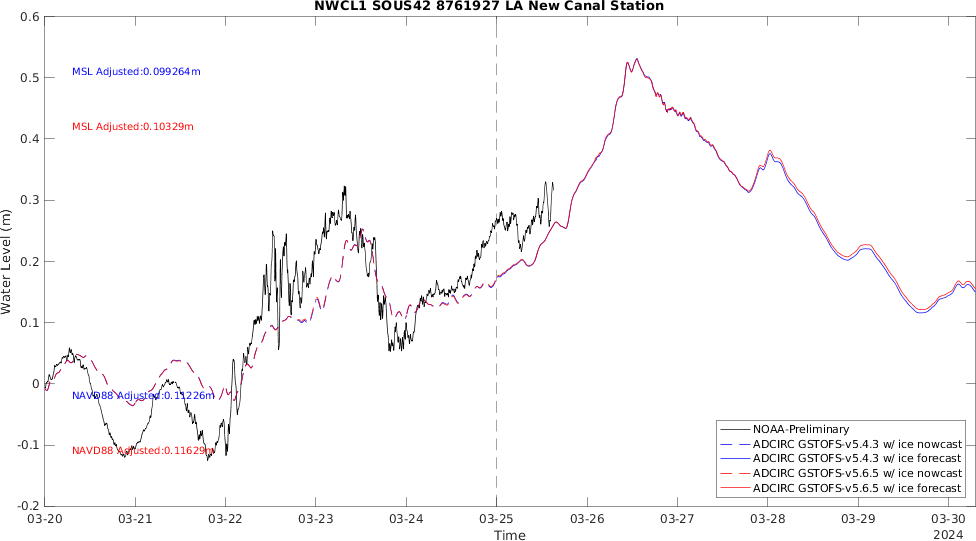 NWCL1 SOUS42 8761927 LA New Canal Station
0.6
0.5
0.4
0.3
0.2
0.1
0
-0.1
-0.2
Water Level (m)
MSL Adjusted:0.099264m
MSL Adjusted:0.10329m
NAVD88 Adjusted:0.11226m
NAVD88 Adjusted:0.11629m
NOAA-Preliminary
ADCIRC GSTOFS-v5.4.3 w/ ice nowcast
ADCIRC GSTOFS-v5.4.3 w/ ice forecast
ADCIRC GSTOFS-v5.6.5 w/ ice nowcast
ADCIRC GSTOFS-v5.6.5 w/ ice forecast
03-20 03-21 03-22 03-23 03-24 03-25 03-26 03-27 03-28 03-29 03-30
Time
2024